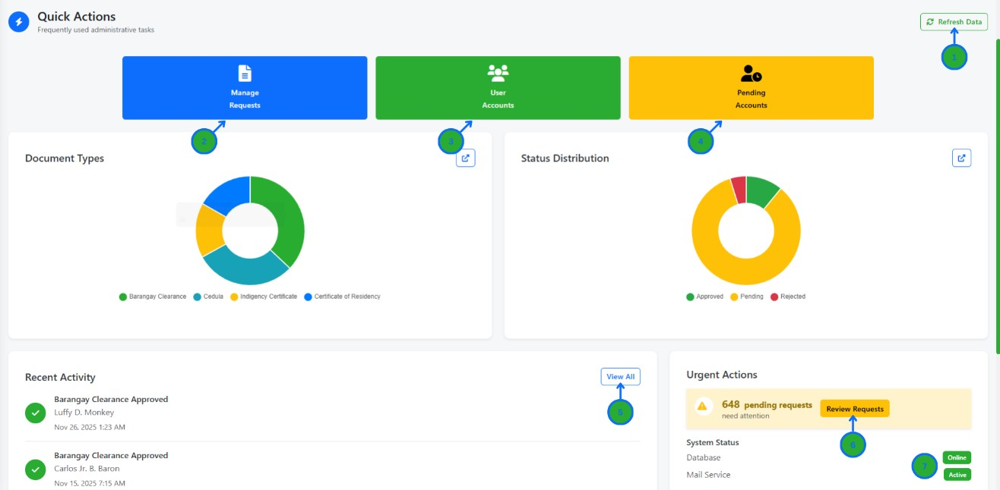 Quick Actions
Frequently used administrative tasks
Refresh Data
1
Manage
Requests
User
Accounts
Pending
Accounts
2
3
4
Document Types
Status Distribution
Barangay Clearance
Cedula
Indigency Certificate
Certificate of Residency
Approved
Pending
Rejected
Recent Activity
View All
5
Barangay Clearance Approved
Luffy D. Monkey
Nov 26, 2025 1:23 AM
Barangay Clearance Approved
Carlos Jr. B. Baron
Nov 15, 2025 7:15 AM
Urgent Actions
648 pending requests
need attention
Review Requests
6
System Status
Database
Online
7
Mail Service
Active